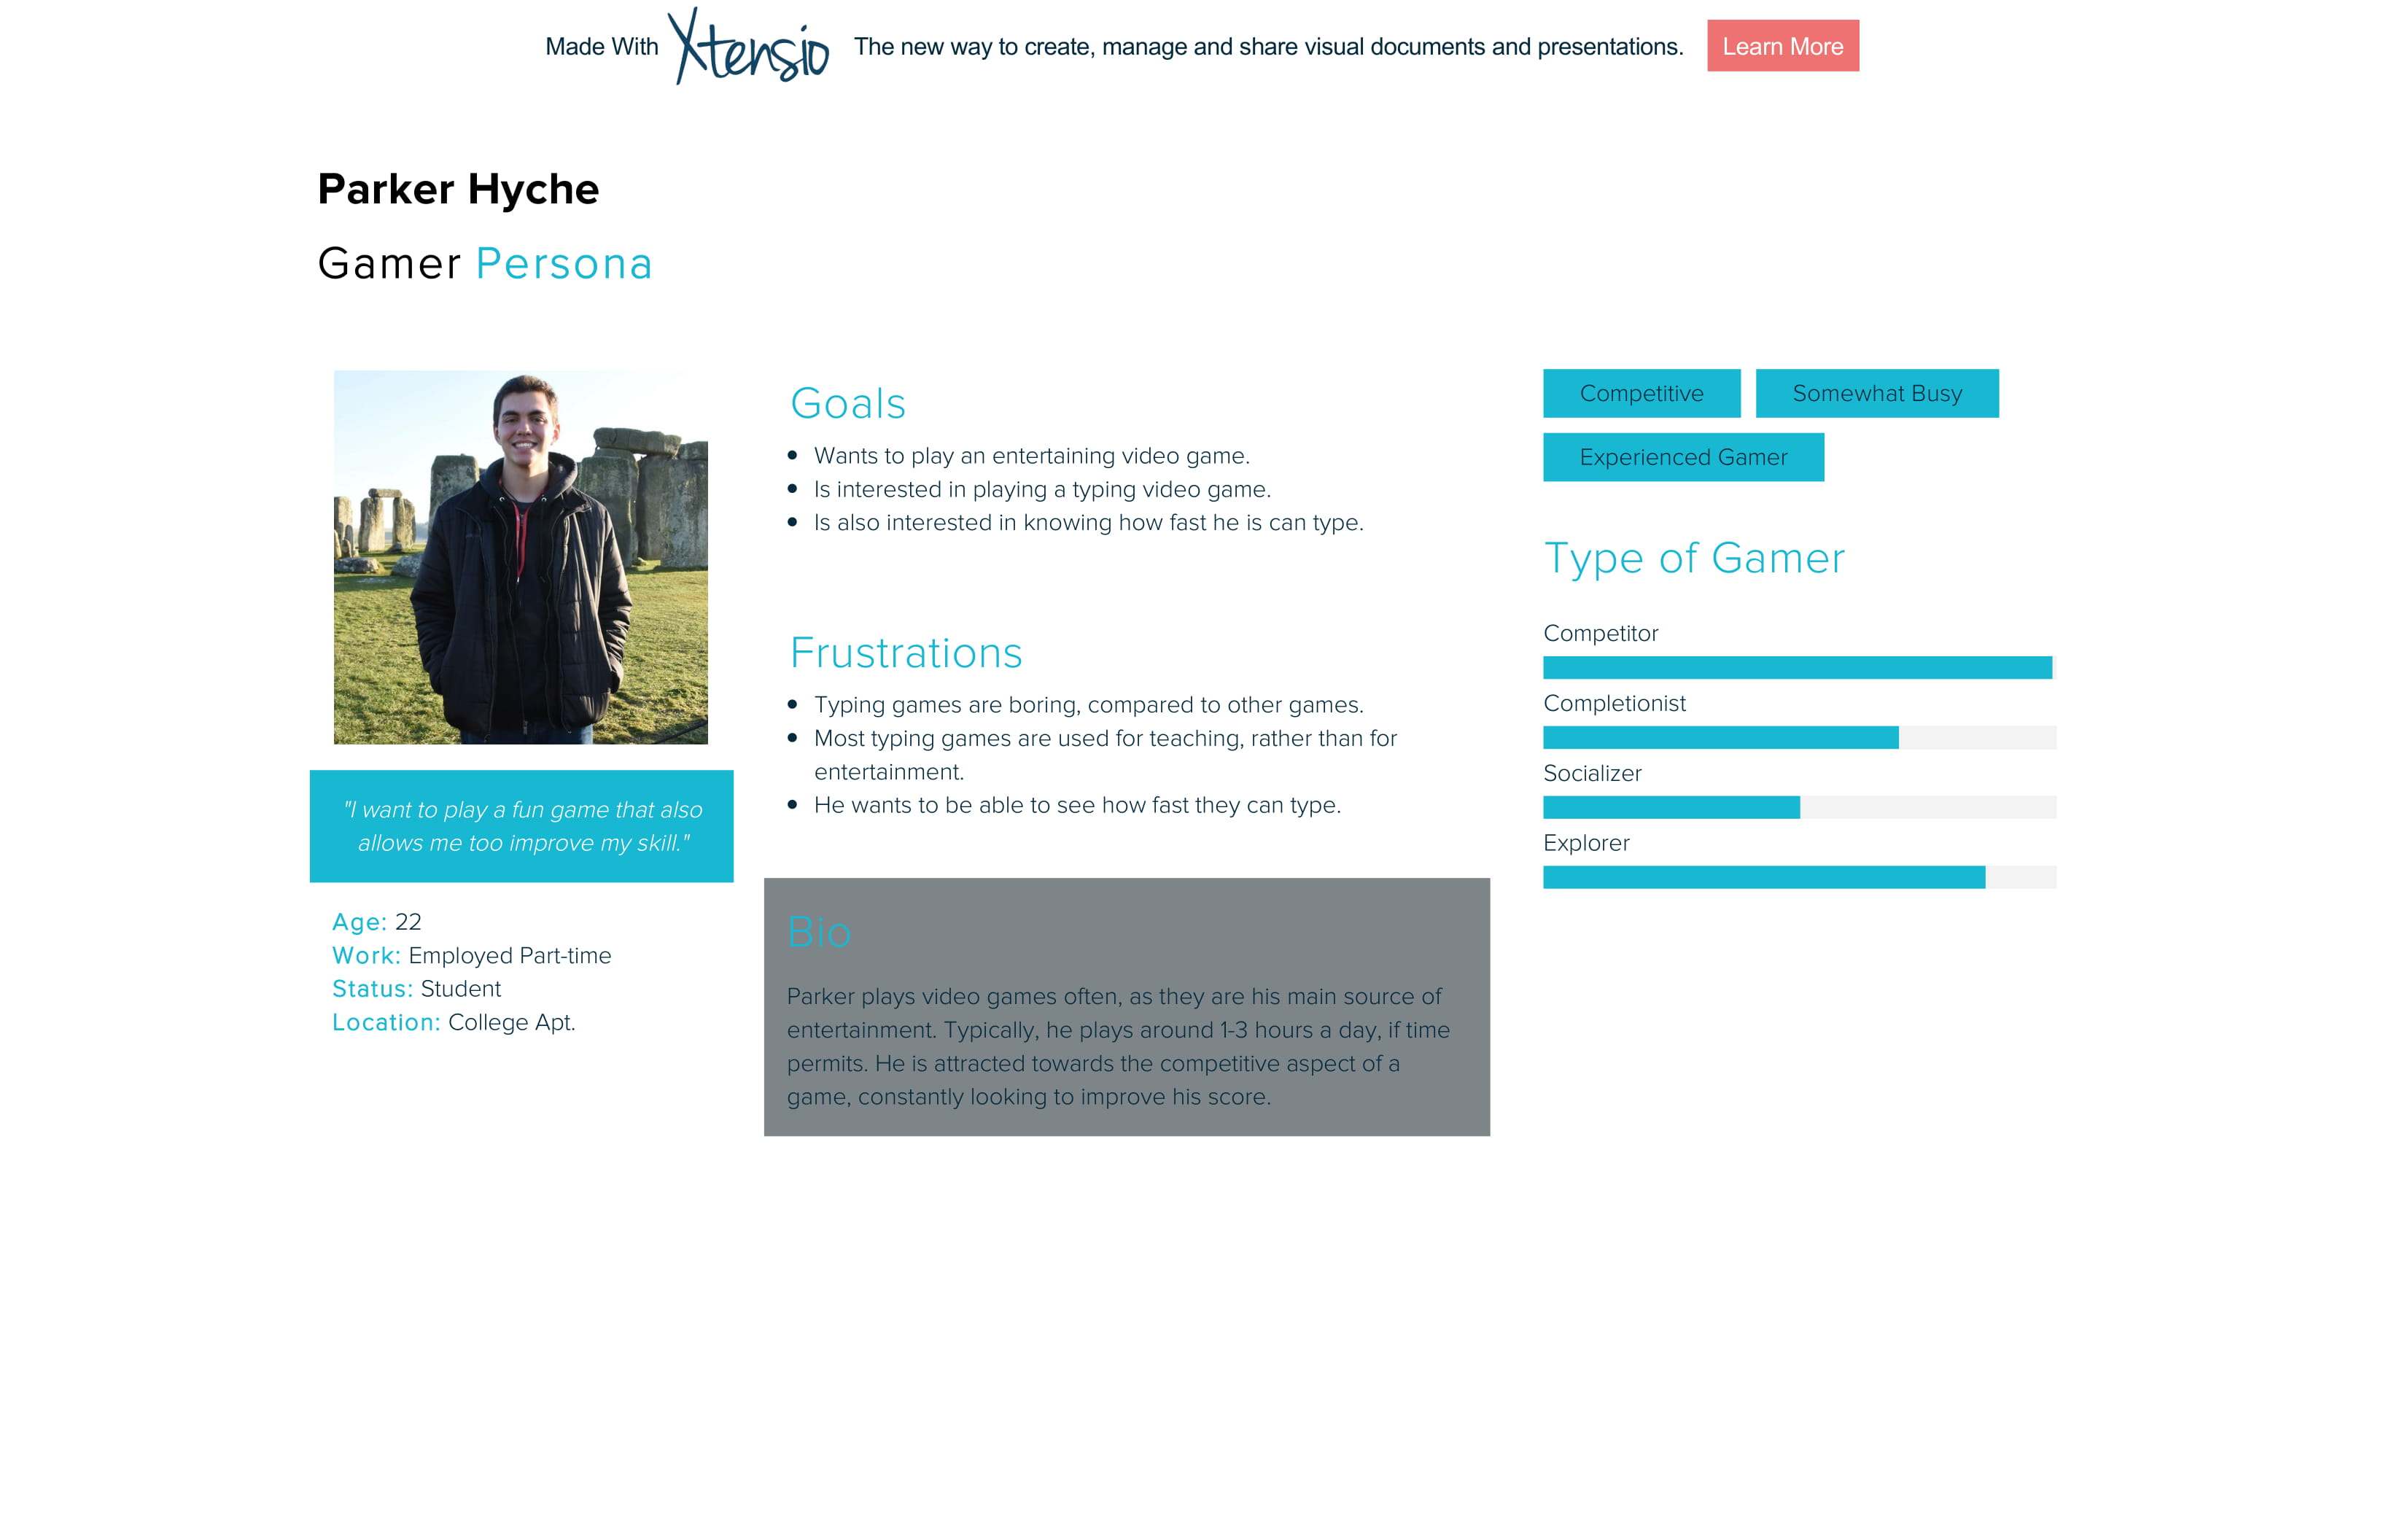 Made With Xtensio The new way to create, manage and share visual documents and presentations. Learn More
Parker Hyche
Gamer Persona
"I want to play a fun game that also
allows me too improve my skill."
Age: 22
Work: Employed Part-time
Status: Student
Location: College Apt.
Goals
Wants to play an entertaining video game.
Is interested in playing a typing video game.
Is also interested in knowing how fast he is can type.
Frustrations
Typing games are boring, compared to other games.
Most typing games are used for teaching, rather than for
entertainment.
He wants to be able to see how fast they can type.
Bio
Parker plays video games often, as they are his main source of
entertainment. Typically, he plays around 1-3 hours a day, if time
permits. He is attracted towards the competitive aspect of a
game, constantly looking to improve his score.
Competitive Somewhat Busy
Experienced Gamer
Type of Gamer
Competitor
Completionist
Socializer
Explorer